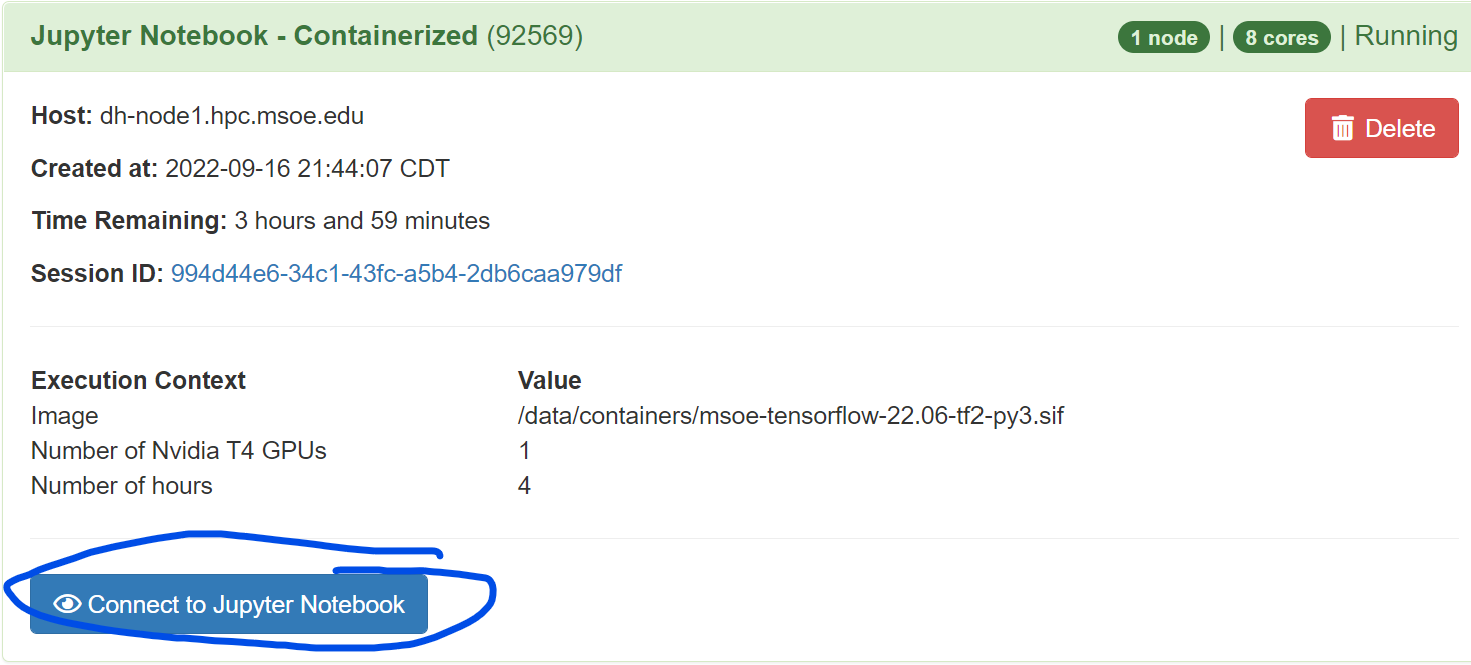 Jupyter Notebook - Containerized (92569) 1 node | 8 cores | Running
Host: dh-node1.hpc.msoe.edu
Delete
Created at: 2022-09-16 21:44:07 CDT
Time Remaining: 3 hours and 59 minutes
Session ID: 994d44e6-34c1-43fc-a5b4-2db6caa979df
Execution Context Value
Image /data/containers/msoe-tensorflow-22.06-tf2-py3.sif
Number of Nvidia T4 GPUs 1
Number of hours 4
Connect to Jupyter Notebook